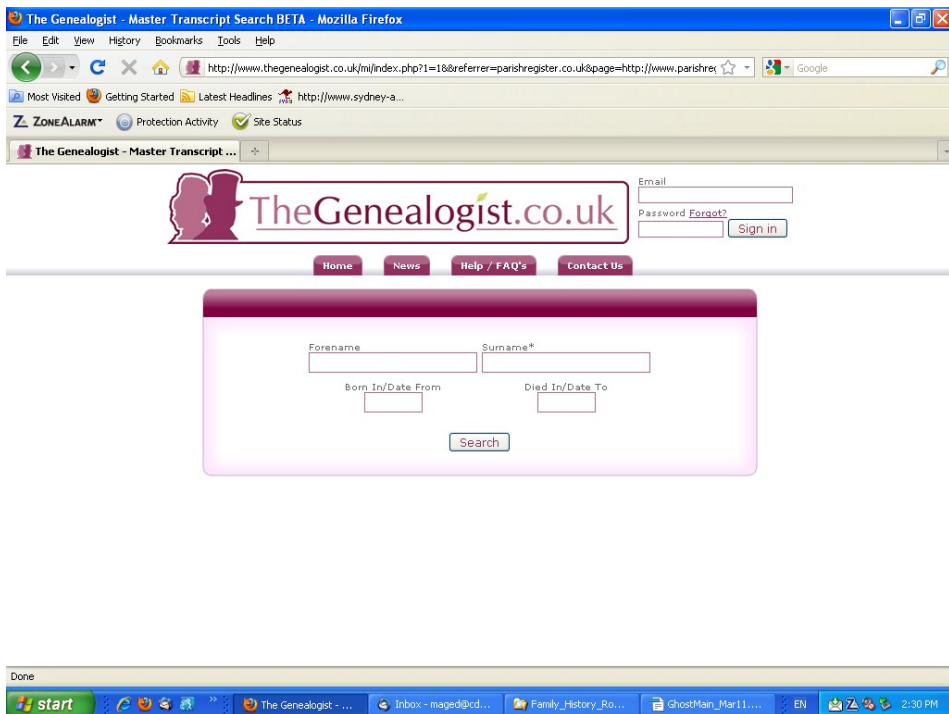 The Genealogist - Master Transcript Search BETA - Mozilla Firefox
File Edit View History Bookmarks Tools Help
http://www.thegenealogist.co.uk/mi/index.php?1=1&&referrer=parishregister.co.uk&page=http://www.parishreg
Google
Most Visited Getting Started Latest Headlines http://www.sydney-a...
ZONEALARM Protection Activity Site Status
The Genealogist - Master Transcript ...
Email
TheGenealogist.co.uk
Password Forgot?
Sign in
Home News Help / FAQ's Contact Us
Forename Surname*
Born In/Date From Died In/Date To
Search
Done
start The Genealogist - ... Inbox - maged@cd... Family_History_Ro... GhostMain_Mar11.... EN 2:30 PM